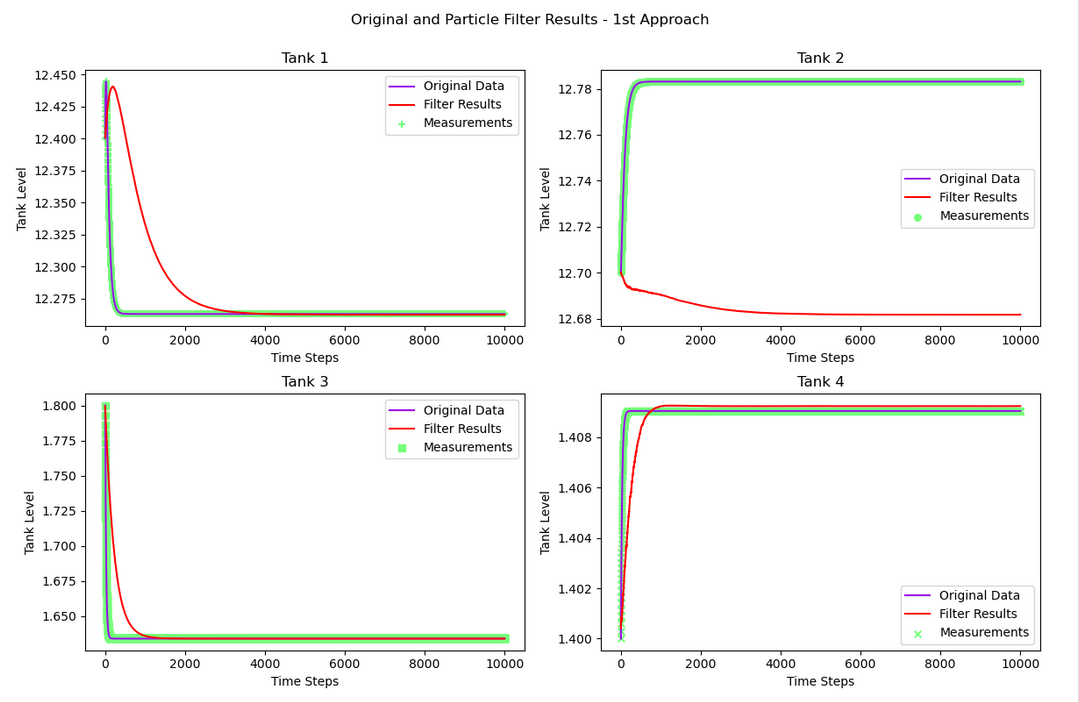 Original and Particle Filter Results - 1st Approach
Tank 1
12.450
12.425
12.400
12.375
12.350
12.325
12.300
12.275
Tank Level
0 2000 4000 6000 8000 10000
Time Steps
Original Data
Filter Results
Measurements
Tank 2
12.78
12.76
12.74
12.72
12.70
12.68
Tank Level
0 2000 4000 6000 8000 10000
Time Steps
Original Data
Filter Results
Measurements
Tank 3
1.800
1.775
1.750
1.725
1.700
1.675
1.650
Tank Level
0 2000 4000 6000 8000 10000
Time Steps
Original Data
Filter Results
Measurements
Tank 4
1.408
1.406
1.404
1.402
1.400
Tank Level
0 2000 4000 6000 8000 10000
Time Steps
Original Data
Filter Results
Measurements